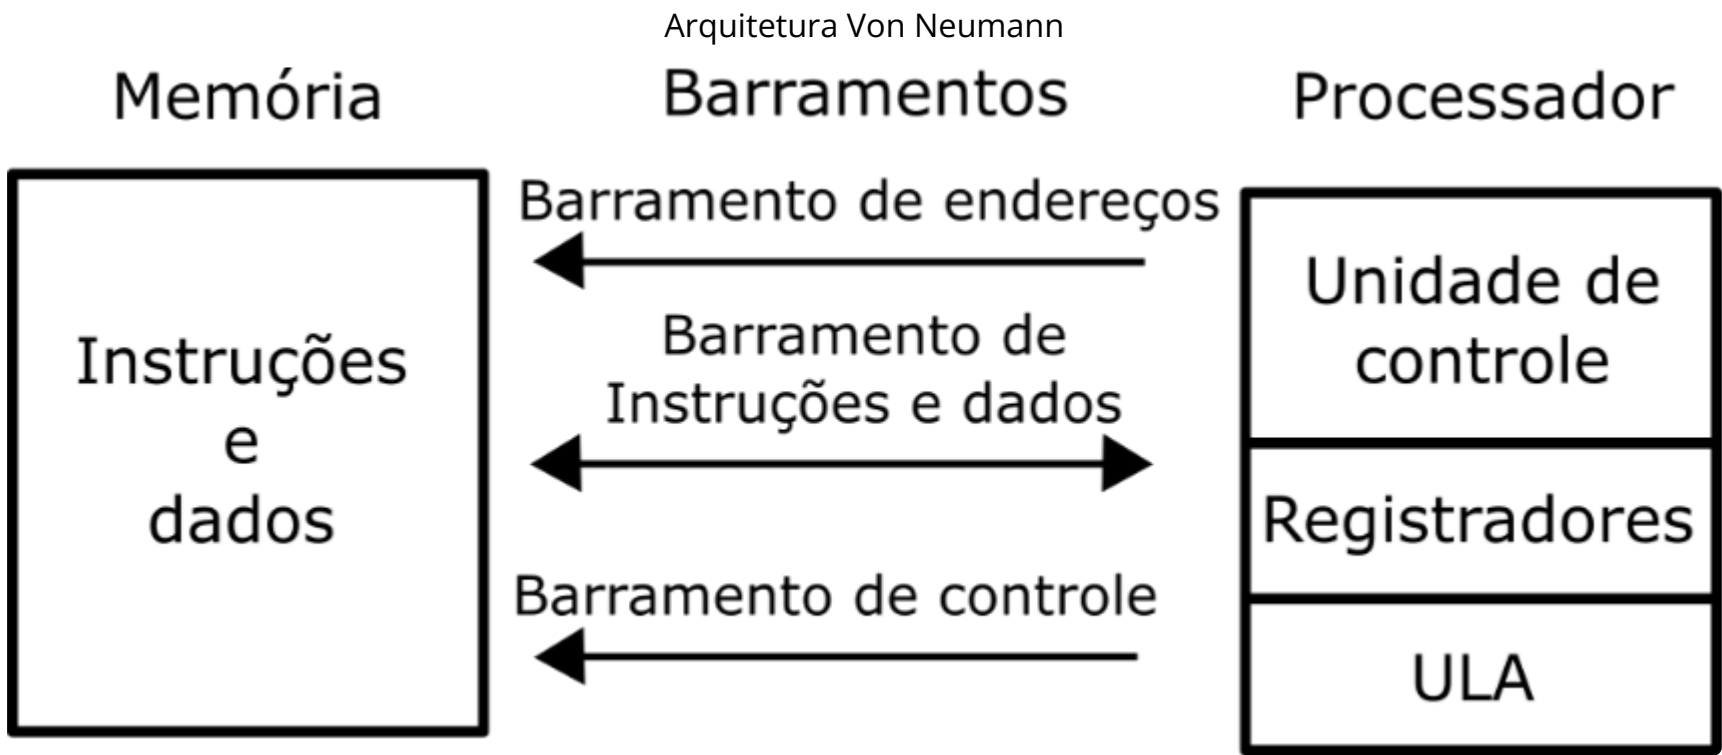 Arquitetura Von Neumann
Memória
Barramentos
Processador
Instruções
e
dados
Barramento de endereços
Barramento de
Instruções e dados
Barramento de controle
Unidade de
controle
Registradores
ULA